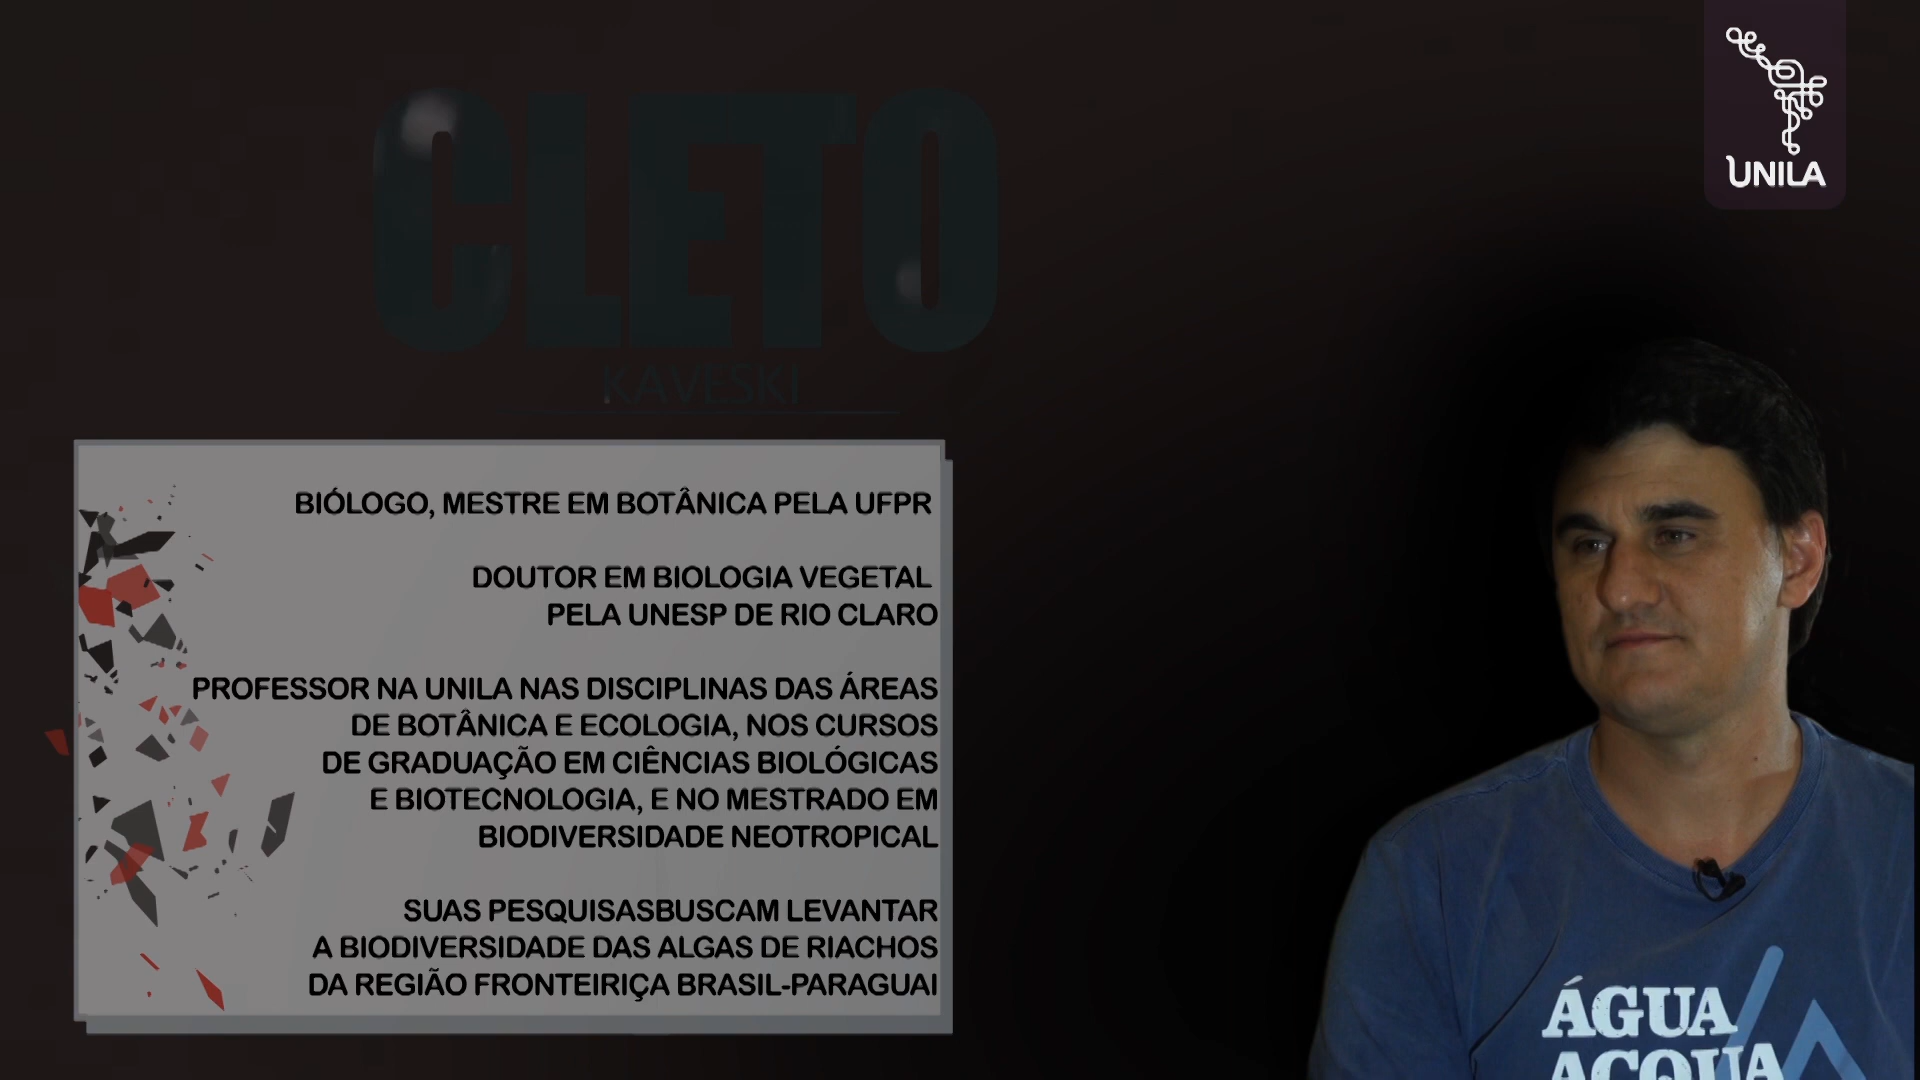 CLETO
KAVESKI
BIÓLOGO, MESTRE EM BOTÂNICA PELA UFPR
DOUTOR EM BIOLOGIA VEGETAL
PELA UNESP DE RIO CLARO
PROFESSOR NA UNILA NAS DISCIPLINAS DAS ÁREAS
DE BOTÂNICA E ECOLOGIA, NOS CURSOS
DE GRADUAÇÃO EM CIÊNCIAS BIOLÓGICAS
E BIOTECNOLOGIA, E NO MESTRADO EM
BIODIVERSIDADE NEOTROPICAL
SUAS PESQUISASBUSCAM LEVANTAR
A BIODIVERSIDADE DAS ALGAS DE RIACHOS
DA REGIÃO FRONTEIRIÇA BRASIL-PARAGUAI
UNILA
ÁGUA
ACQUA